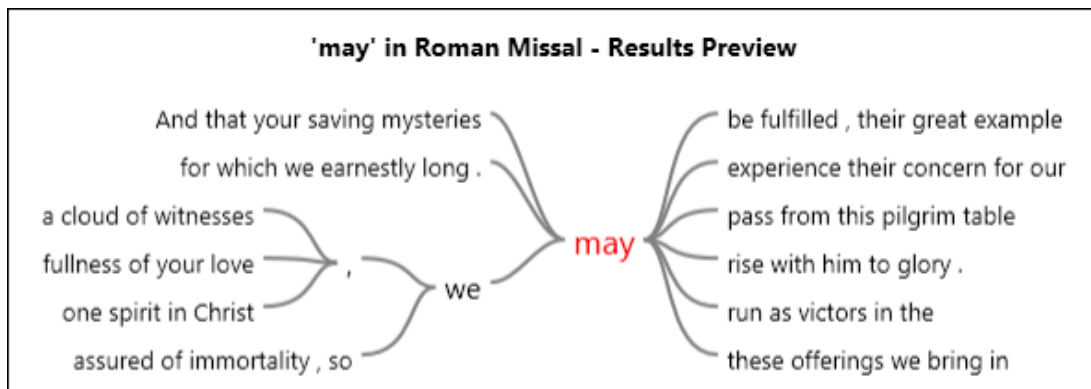 'may' in Roman Missal - Results Preview
And that your saving mysteries
for which we earnestly long .
a cloud of witnesses
fullness of your love
one spirit in Christ
,
assured of immortality , so
we
may
be fulfilled , their great example
experience their concern for our
pass from this pilgrim table
rise with him to glory .
run as victors in the
these offerings we bring in